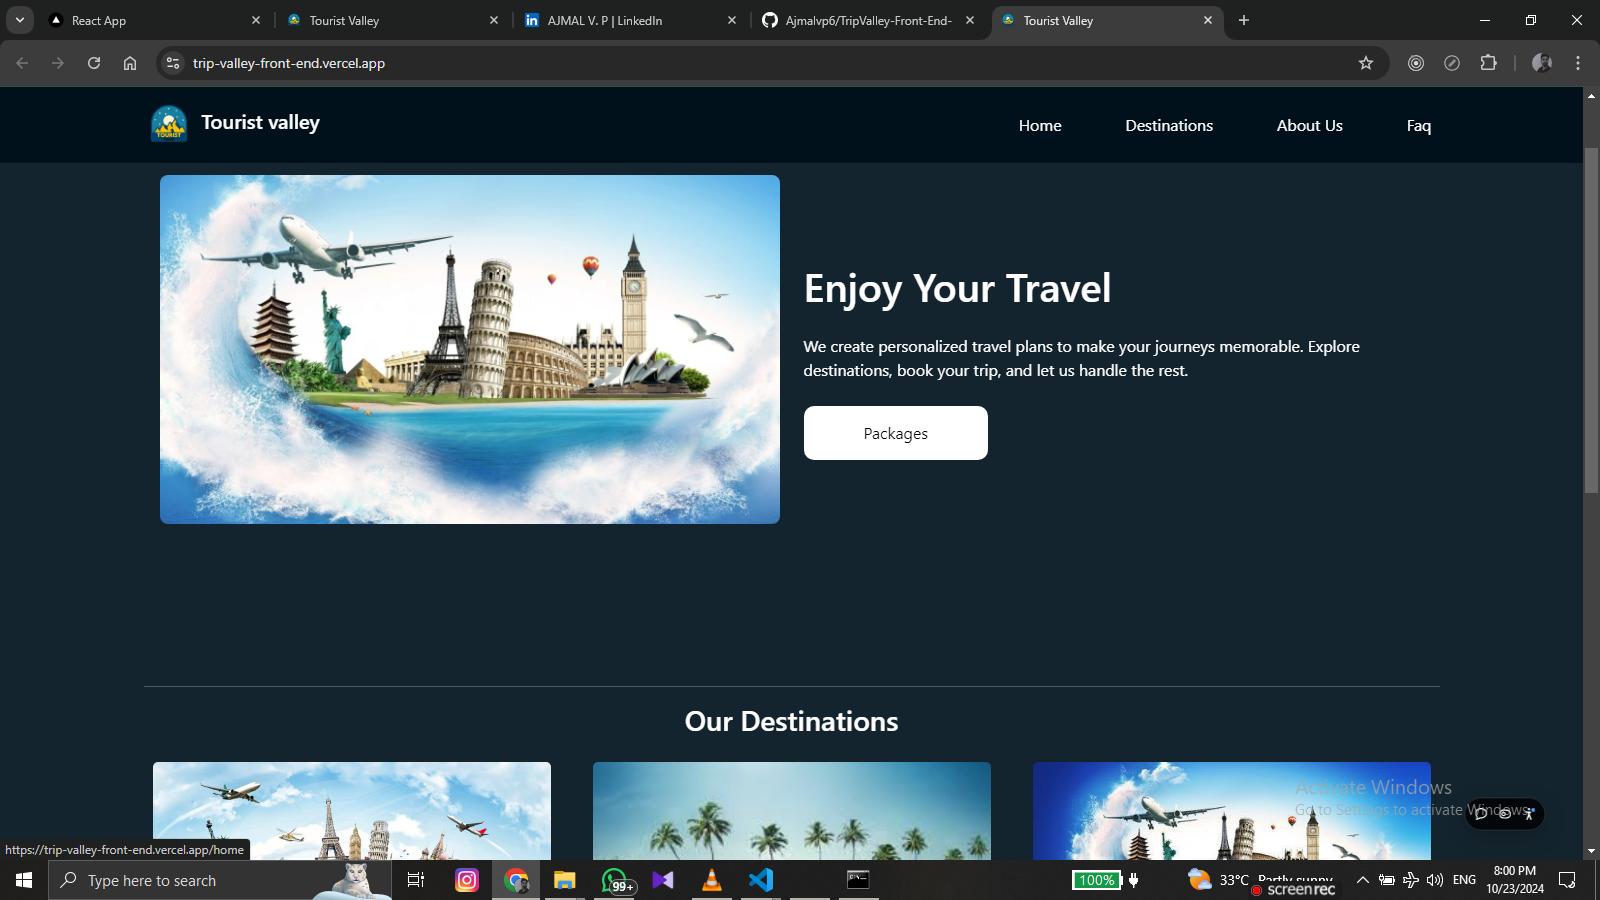 React App
Tourist Valley
AJMAL V. P | LinkedIn
Ajmalvp6/TripValley-Front-End-
Tourist Valley
trip-valley-front-end.vercel.app
TOURIST
Tourist valley
Home
Destinations
About Us
Faq
Enjoy Your Travel
We create personalized travel plans to make your journeys memorable. Explore
destinations, book your trip, and let us handle the rest.
Packages
Our Destinations
Activate Windows
Go to Settings to activate Windows.
https://trip-valley-front-end.vercel.app/home
Type here to search
99+
100%
33°C Partly sunny
screenrec
ENG
8:00 PM
10/23/2024